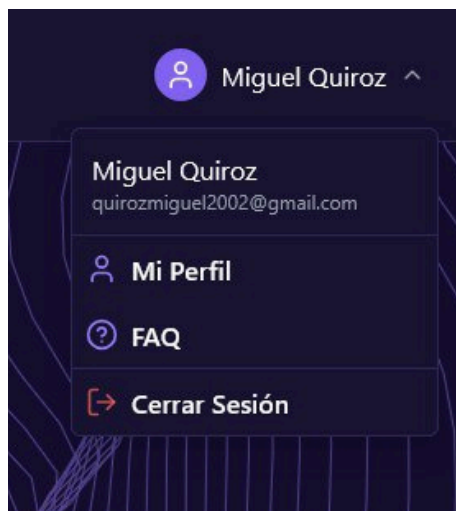 Miguel Quiroz
Miguel Quiroz
quirozmiguel2002@gmail.com
Mi Perfil
FAQ
Cerrar Sesión